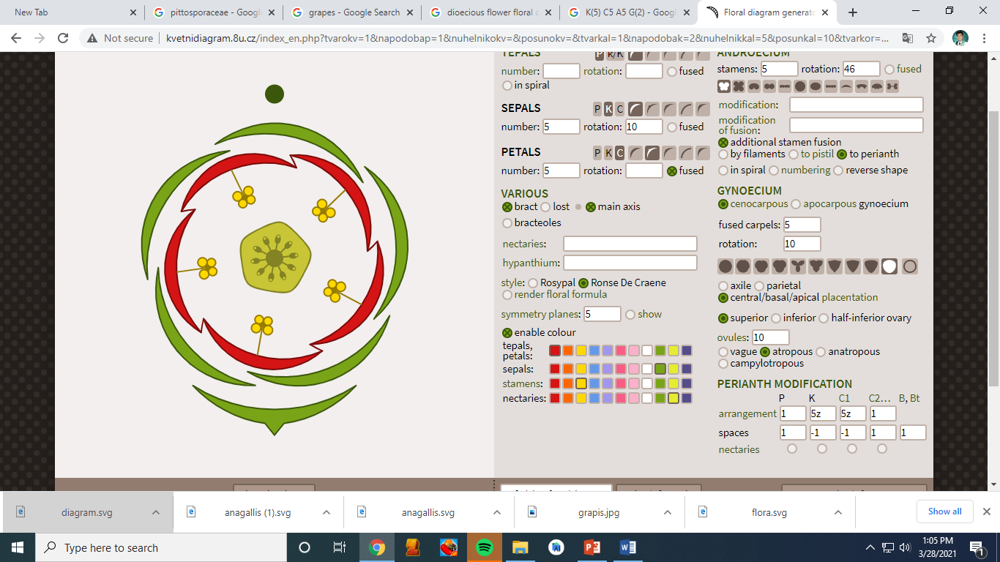 New Tab
pittosporaceae - Googl
grapes - Google Search
dioecious flower floral d
K(5) C5 A5 G(2) - Googl
Floral diagram generato
Not secure
kvetnidiagram.8u.cz/index_en.php?tvarokv=1&napodobap=1&nuhelnikokv=&posunokv=&tvarkal=1&napodobak=2&nuhelnikkal=5&posunkal=10&tvarkor=...
TEPALS P k/K
number: rotation: fused
in spiral
SEPALS P K C
number: 5 rotation: 10 fused
PETALS P K C
number: 5 rotation: fused
VARIOUS
bract lost main axis
bracteoles
nectaries:
hypanthium:
style: Rosypal Ronse De Craene
render floral formula
symmetry planes: 5 show
enable colour
tepals,
petals:
sepals:
stamens:
nectaries:
ANDROECIUM
stamens: 5 rotation: 46 fused
modification:
modification
of fusion:
additional stamen fusion
by filaments to pistil to perianth
in spiral numbering reverse shape
GYNOECIUM
cenocarpous apocarpous gynoecium
fused carpels: 5
rotation: 10
axile parietal
central/basal/apical placentation
superior inferior half-inferior ovary
ovules: 10
vague atropous anatropous
campylotropous
PERIANTH MODIFICATION
P K C1 C2... B, Bt
arrangement 1 5z 5z 1
spaces 1 -1 -1 1 1
nectaries
diagram.svg
anagallis (1).svg
anagallis.svg
grapis.jpg
flora.svg
Show all
Type here to search
1:05 PM
3/28/2021
1